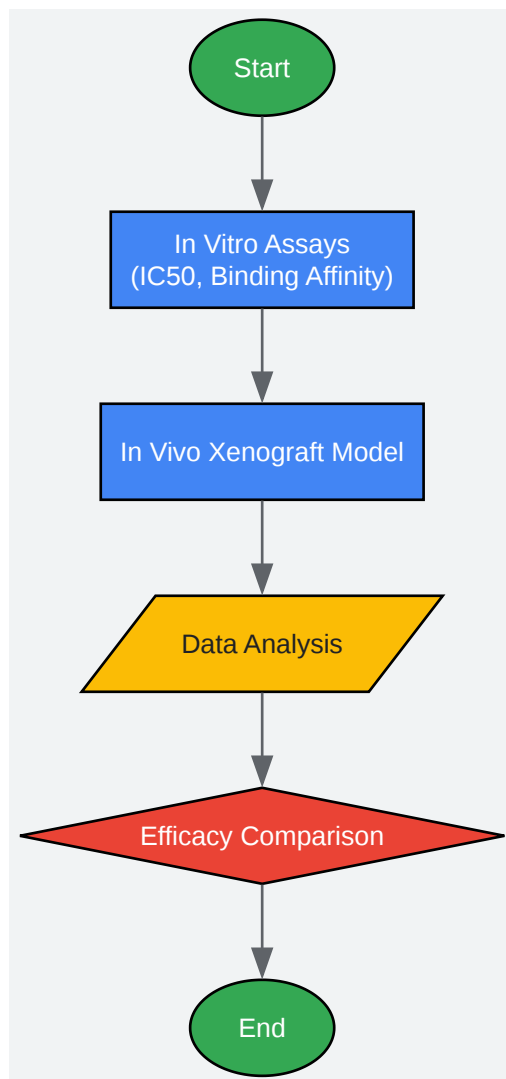 Start
In Vitro Assays
(IC50, Binding Affinity)
In Vivo Xenograft Model
Data Analysis
Efficacy Comparison
End